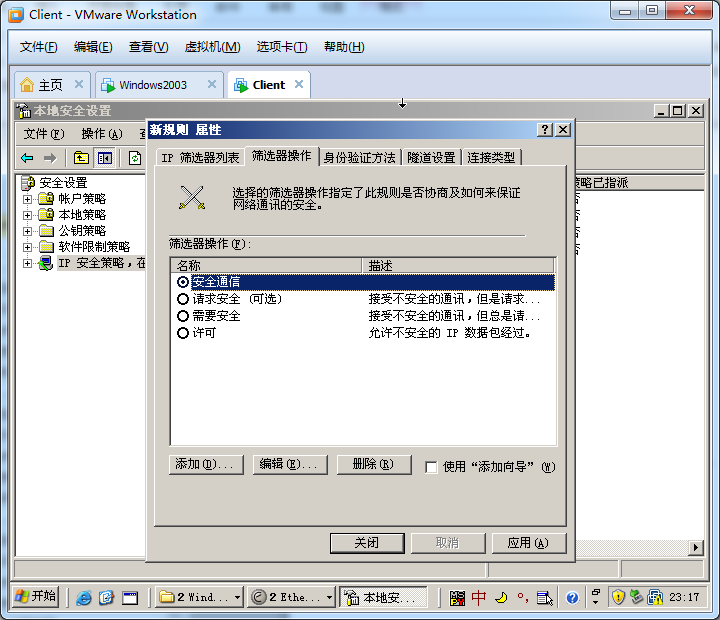 Client - VMware Workstation
文件(F) 编辑(E) 查看(V) 虚拟机(M) 选项卡(T) 帮助(H)
主页 Windows2003 Client
本地安全设置
文件(F) 操作(A)
新规则 属性
IP 筛选器列表 筛选器操作 身份验证方法 隧道设置 连接类型
安全设置
帐户策略
本地策略
公钥策略
软件限制策略
IP 安全策略，在
策略已指派
否
否
否
选择的筛选器操作指定了此规则是否协商及如何来保证
网络通讯的安全。
筛选器操作(F):
名称 描述
安全通信
请求安全 (可选) 接受不安全的通讯，但是请求...
需要安全 接受不安全的通讯，但总是请...
许可 允许不安全的 IP 数据包经过。
添加(D)... 编辑(E)... 删除(R) 使用“添加向导”(W)
关闭 取消 应用(A)
开始 2 Wind... 2 Ethe... 本地安... 中 23:17